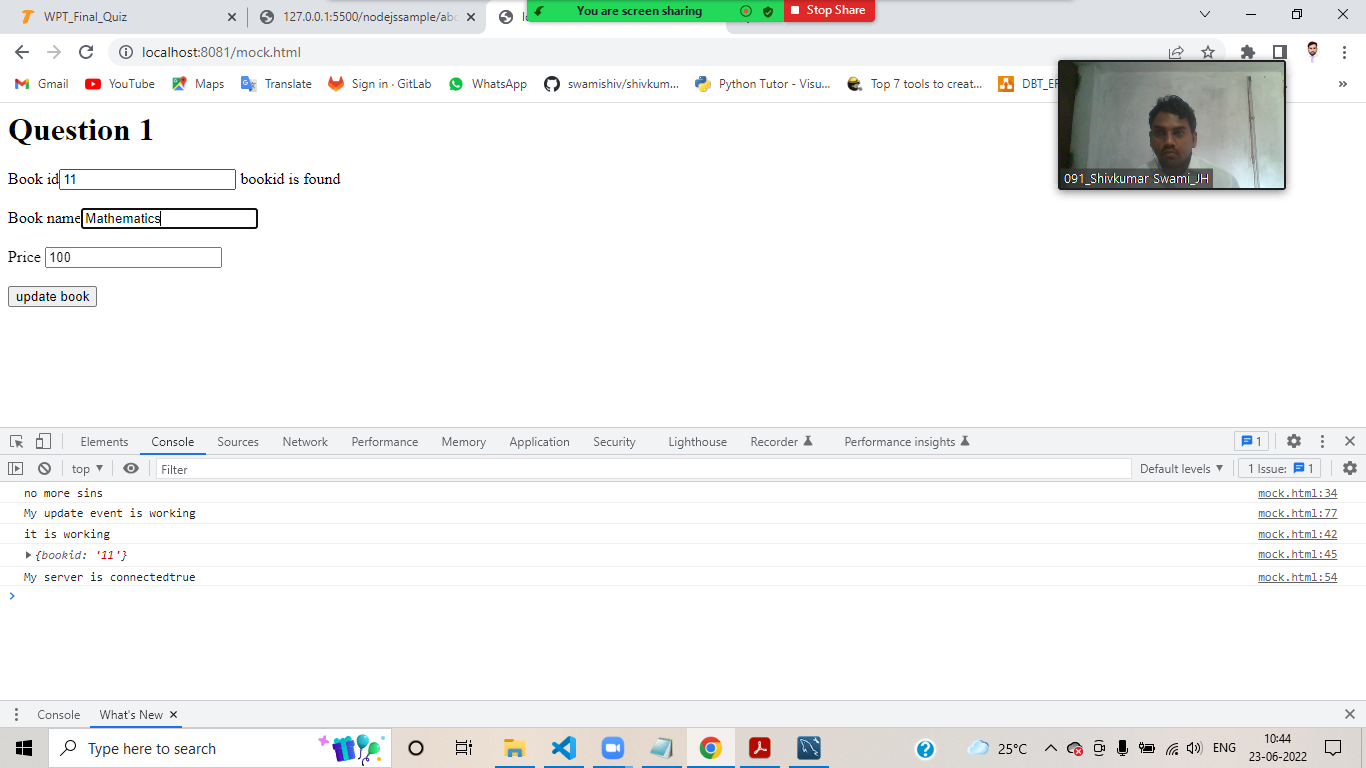 WPT_Final_Quiz
127.0.0.1:5500/nodejssample/abc
You are screen sharing
Stop Share
localhost:8081/mock.html
Gmail
YouTube
Maps
Translate
Sign in · GitLab
WhatsApp
swamishiv/shivkum...
Python Tutor - Visu...
Top 7 tools to creat...
»
Question 1
091_Shivkumar Swami_JH
Book id 11 bookid is found
Book name Mathematics
Price 100
update book
Elements Console Sources Network Performance Memory Application Security Lighthouse Recorder Performance insights 1
top ▼ Filter Default levels ▼ 1 Issue: 1
no more sins mock.html:34
My update event is working mock.html:77
it is working mock.html:42
{bookid: '11'} mock.html:45
My server is connectedtrue mock.html:54
Console What's New
Type here to search
25°C
ENG
10:44
23-06-2022